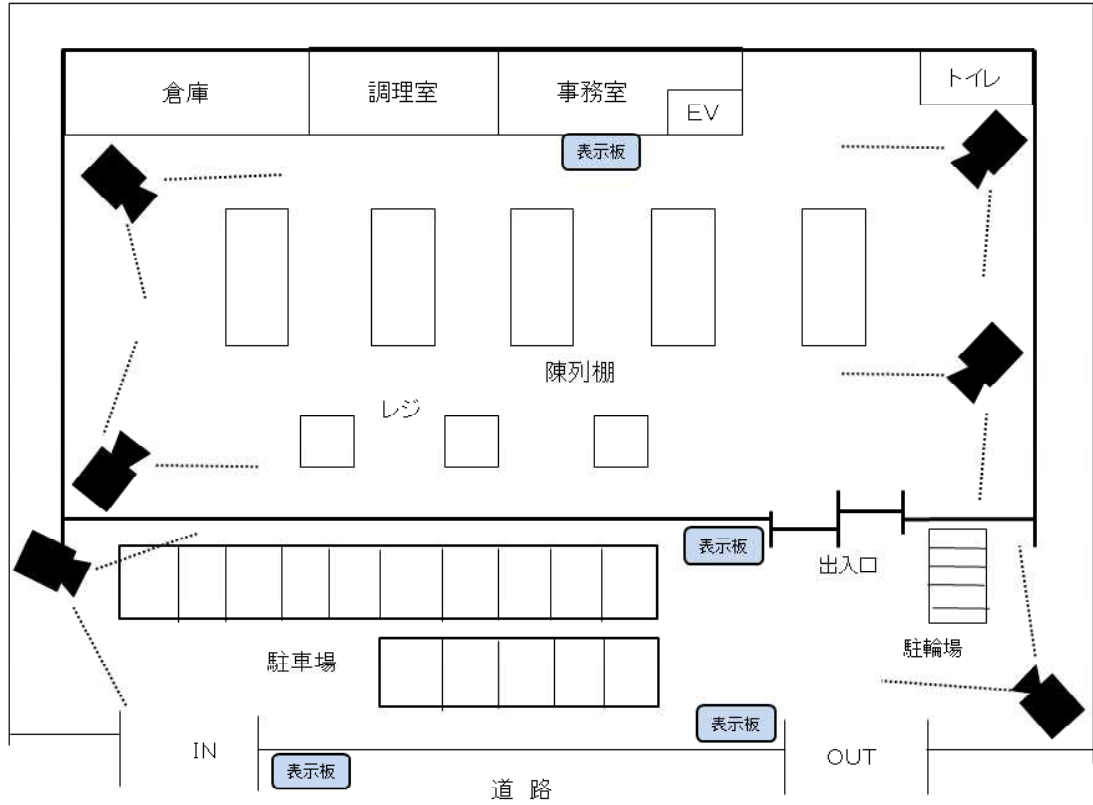 倉庫
調理室
事務室
EV
トイレ
表示板
陳列棚
レジ
表示板
出入口
駐車場
駐輪場
表示板
IN
OUT
表示板
道 路